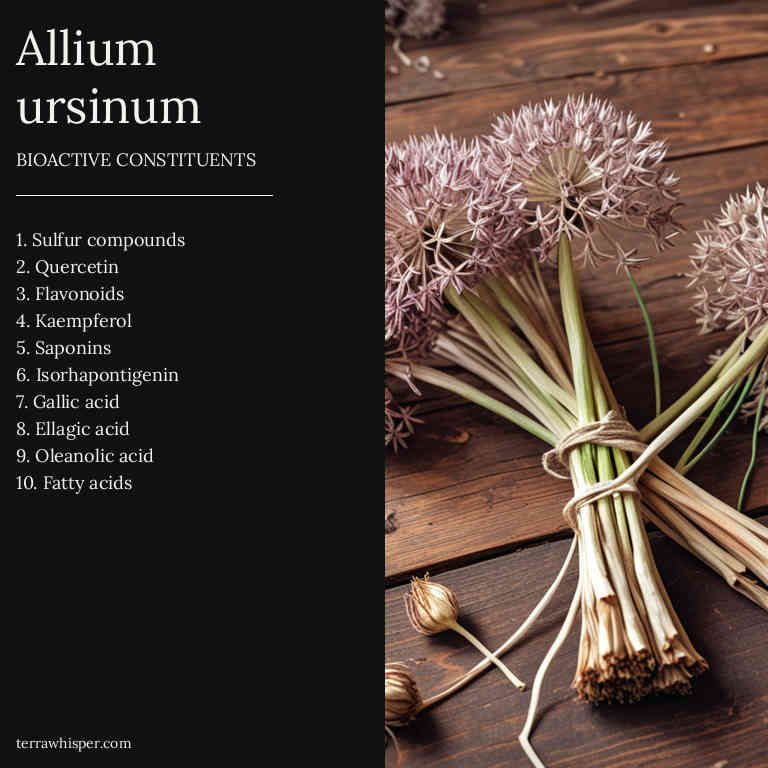 Allium
ursinum
BIOACTIVE CONSTITUENTS
1. Sulfur compounds
2. Quercetin
3. Flavonoids
4. Kaempferol
5. Saponins
6. Isorhapontigenin
7. Gallic acid
8. Ellagic acid
9. Oleanolic acid
10. Fatty acids
terrawhisper.com